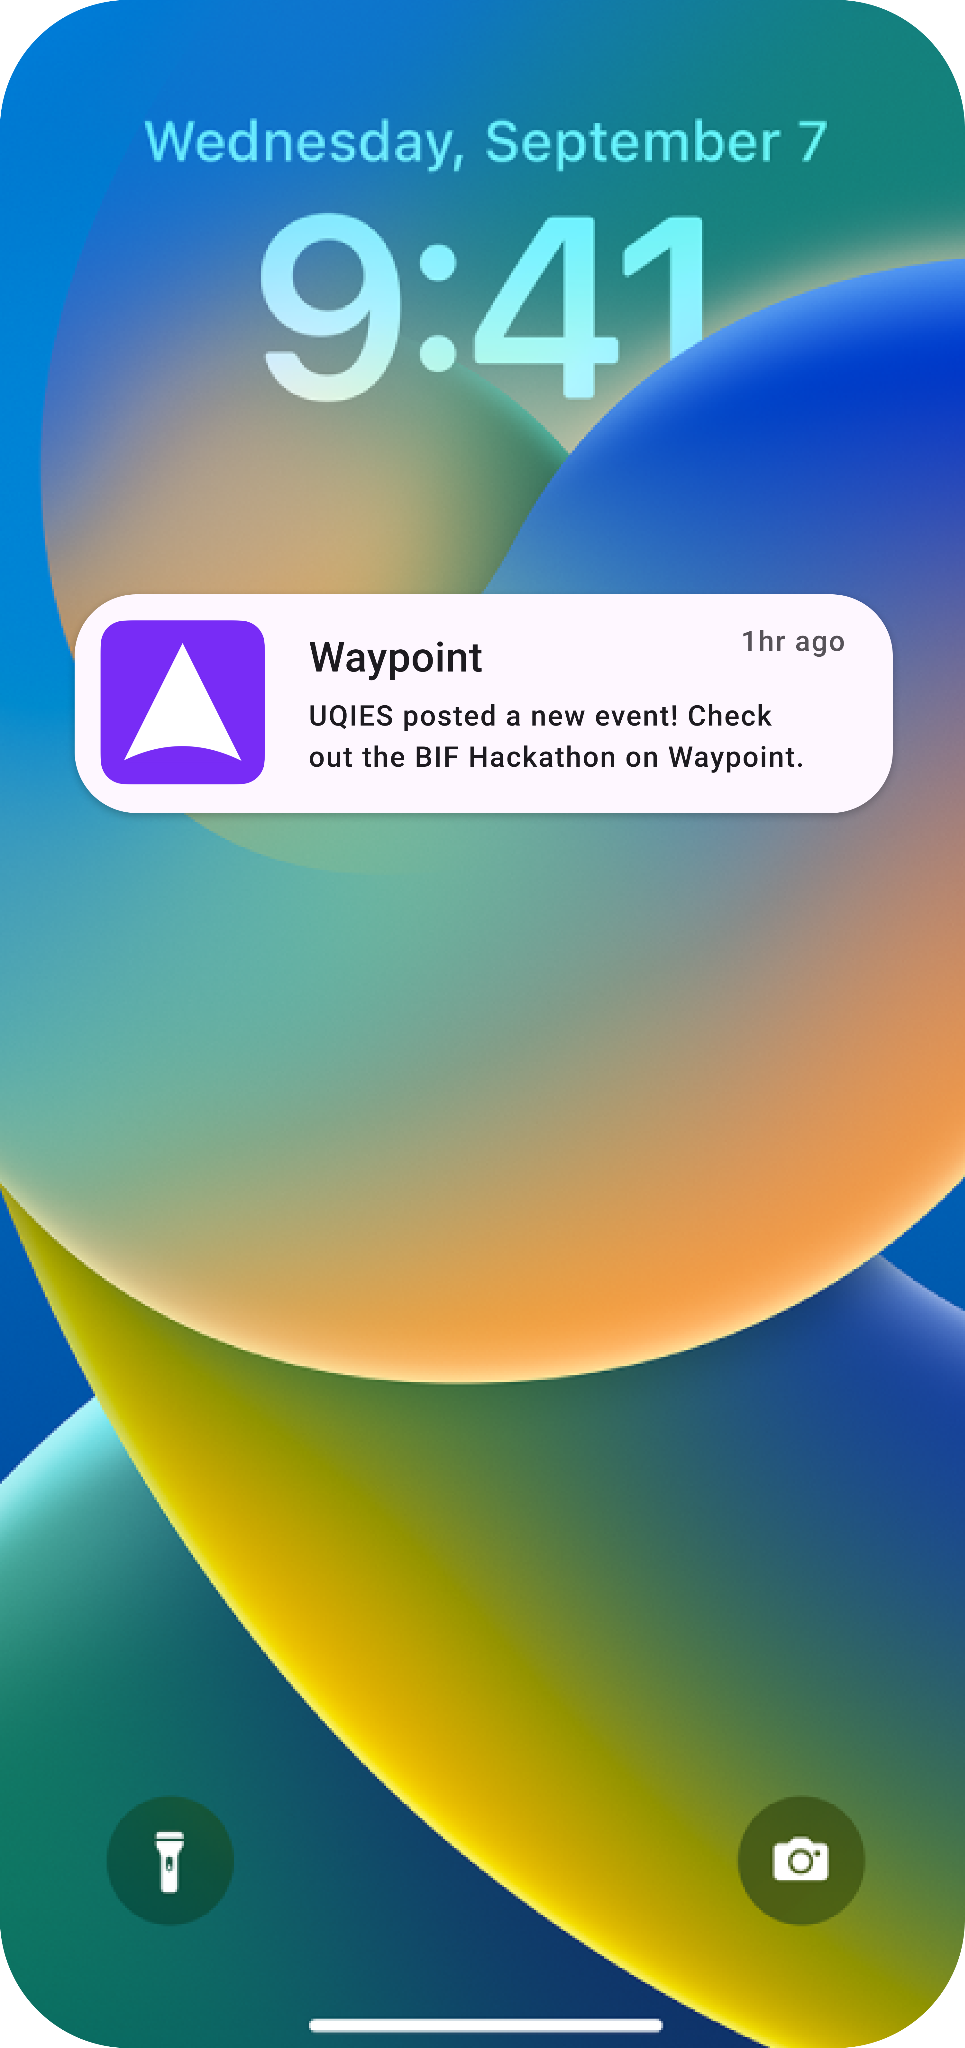 Wednesday, September 7
9:41
Waypoint
1hr ago
UQIES posted a new event! Check
out the BIF Hackathon on Waypoint.